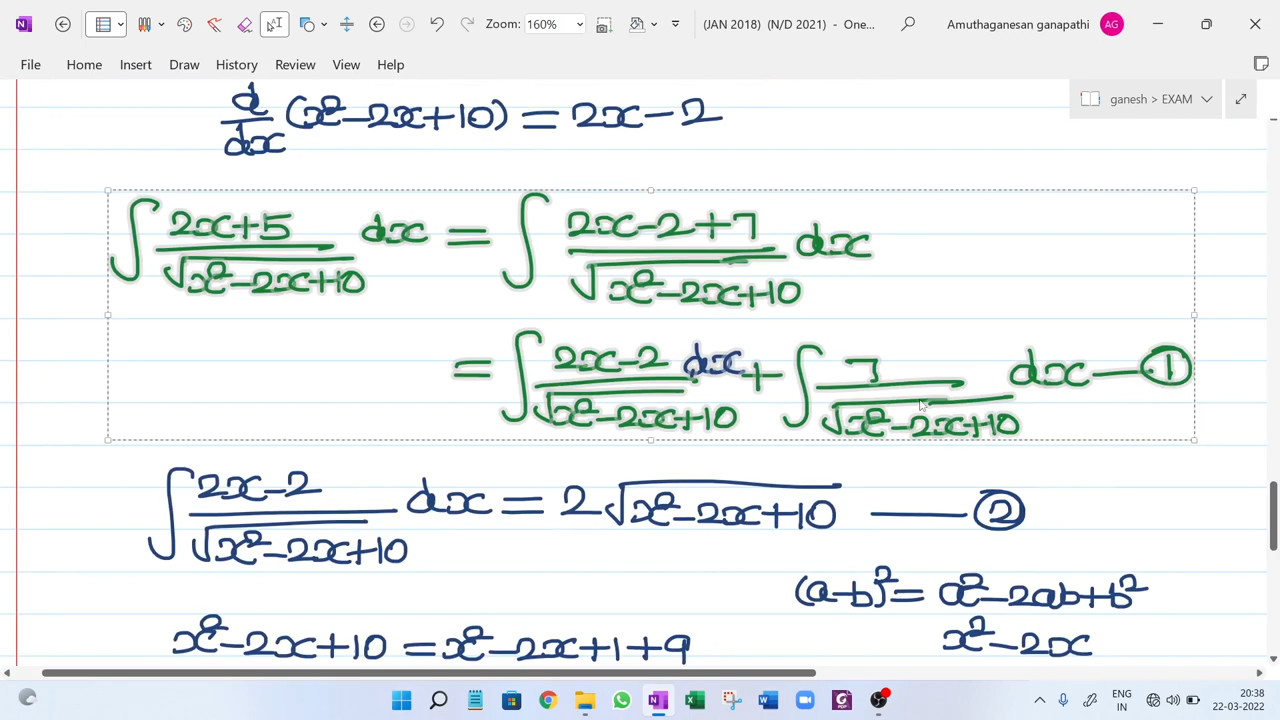 Zoom: 160% (JAN 2018) (N/D 2021) - One... Amuthaganesan ganapathi AG
File Home Insert Draw History Review View Help
ganesh > EXAM
d/dx (x²-2x+10) = 2x-2
∫ 2x+5/√x²-2x+10 dx = ∫ 2x-2+7/√x²-2x+10 dx
= ∫ 2x-2/√x²-2x+10 dx + ∫ 7/√x²-2x+10 dx — ①
∫ 2x-2/√x²-2x+10 dx = 2√x²-2x+10 — ②
(a-b)² = a²-2ab+b²
x²-2x+10 = x²-2x+1+9
x²-2x
ENG
IN
20:38
22-03-2022